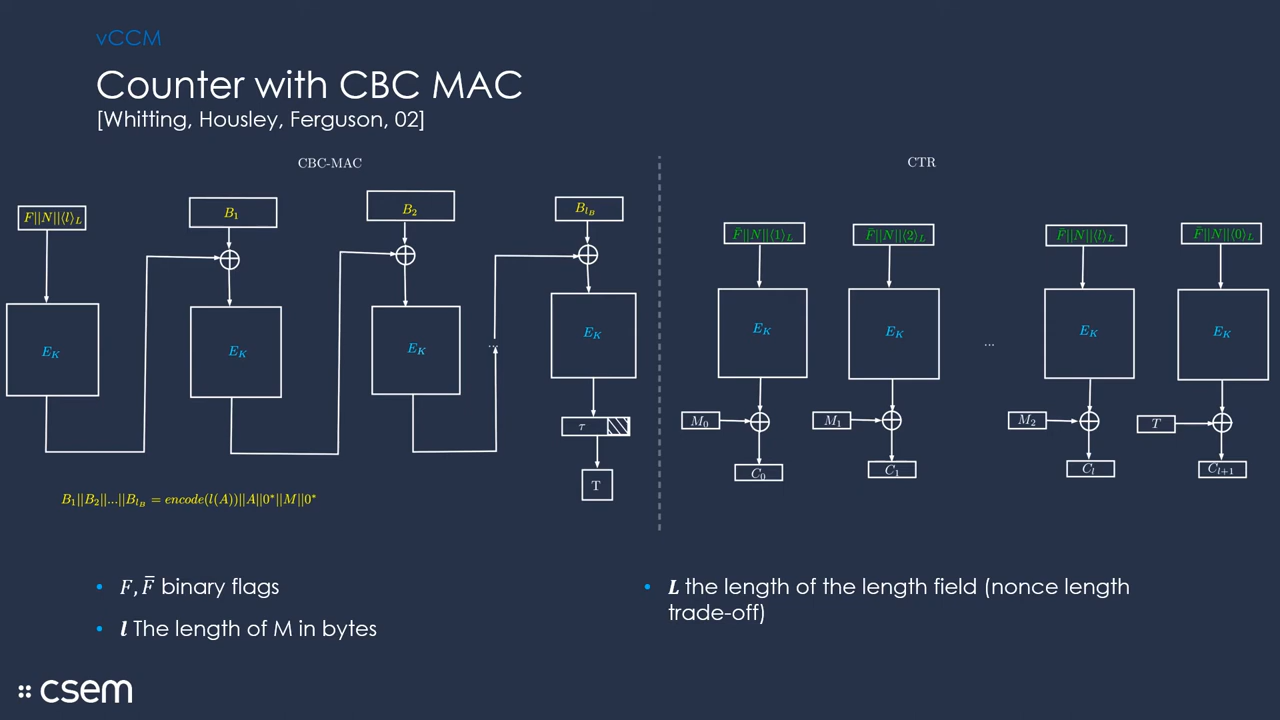 vCCM
Counter with CBC MAC
[Whitting, Housley, Ferguson, 02]
CBC-MAC
F||N||⟨l⟩_L
B_1
B_2
B_{l_B}
E_K
E_K
E_K
...
E_K
τ
T
B_1||B_2||...||B_{l_B} = encode(l(A))||A||0*||M||0*
CTR
F̄||N||⟨1⟩_L
F̄||N||⟨2⟩_L
F̄||N||⟨l⟩_L
F̄||N||⟨0⟩_L
E_K
E_K
...
E_K
E_K
M_0
M_1
M_2
T
C_0
C_1
C_l
C_{l+1}
• F, F̄ binary flags
• l The length of M in bytes
• L the length of the length field (nonce length
trade-off)
csem